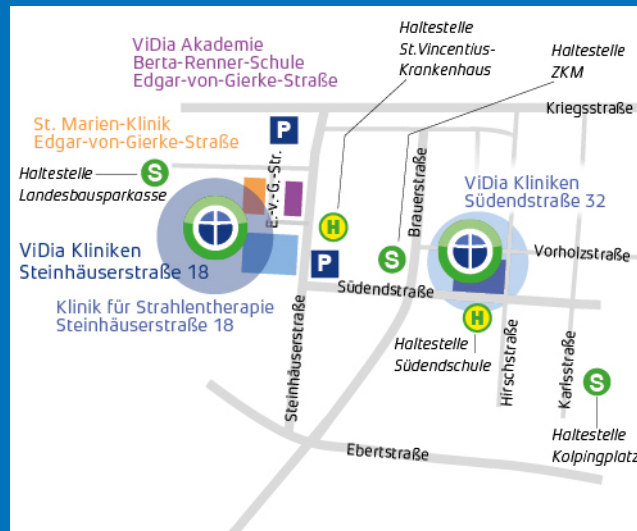 ViDia Akademie
Berta-Renner-Schule
Edgar-von-Gierke-Straße
Haltestelle
St.Vincentius-
Krankenhaus
Haltestelle
ZKM
Kriegsstraße
St. Marien-Klinik
Edgar-von-Gierke-Straße
P
Haltestelle
Landesbausparkasse
S
E.-v.-G.-Str.
Brauerstraße
ViDia Kliniken
Südendstraße 32
H
S
Vorholzstraße
ViDia Kliniken
Steinhäuserstraße 18
P
Südendstraße
Klinik für Strahlentherapie
Steinhäuserstraße 18
Steinhäuserstraße
H
Haltestelle
Südendschule
Hirschstraße
Karlsstraße
S
Haltestelle
Kolpingplatz
Ebertstraße